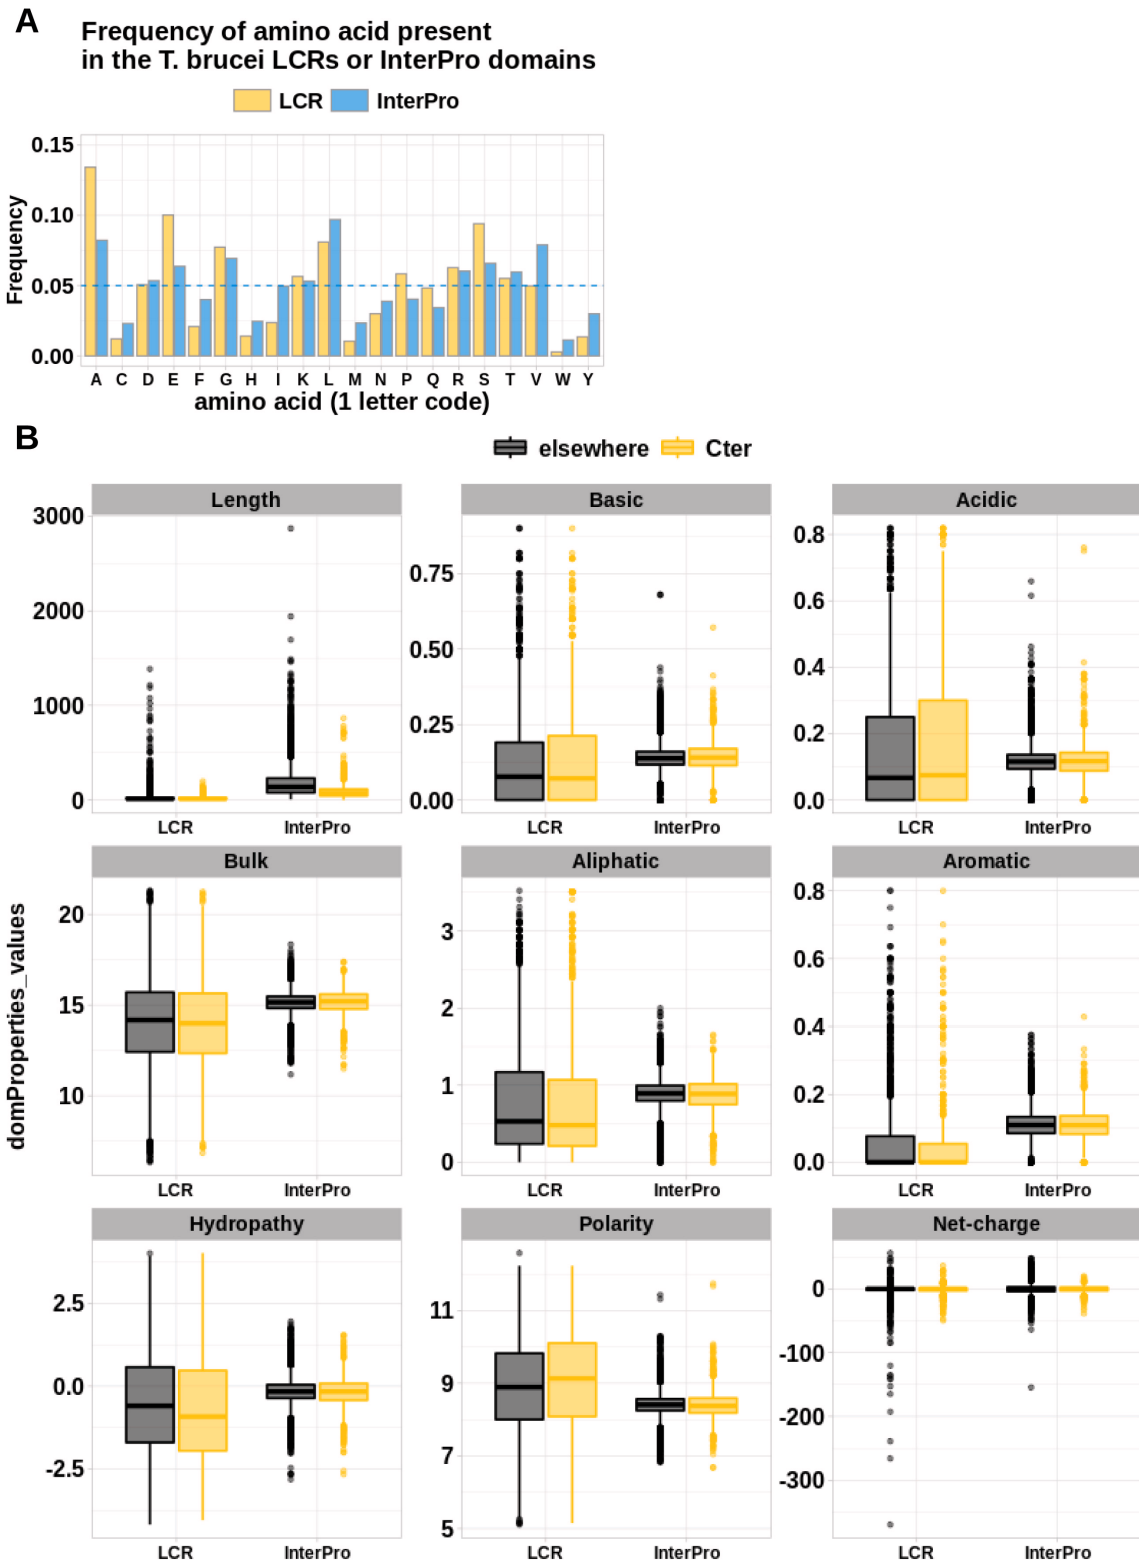 A
Frequency of amino acid present
in the T. brucei LCRs or InterPro domains
LCR InterPro
Frequency
0.15
0.10
0.05
0.00
A C D E F G H I K L M N P Q R S T V W Y
amino acid (1 letter code)
B
elsewhere Cter
domProperties_values
Length
3000
2000
1000
0
LCR InterPro
Basic
0.75
0.50
0.25
0.00
LCR InterPro
Acidic
0.8
0.6
0.4
0.2
0.0
LCR InterPro
Bulk
20
15
10
LCR InterPro
Aliphatic
3
2
1
0
LCR InterPro
Aromatic
0.8
0.6
0.4
0.2
0.0
LCR InterPro
Hydropathy
2.5
0.0
-2.5
LCR InterPro
Polarity
11
9
7
5
LCR InterPro
Net-charge
0
-100
-200
-300
LCR InterPro